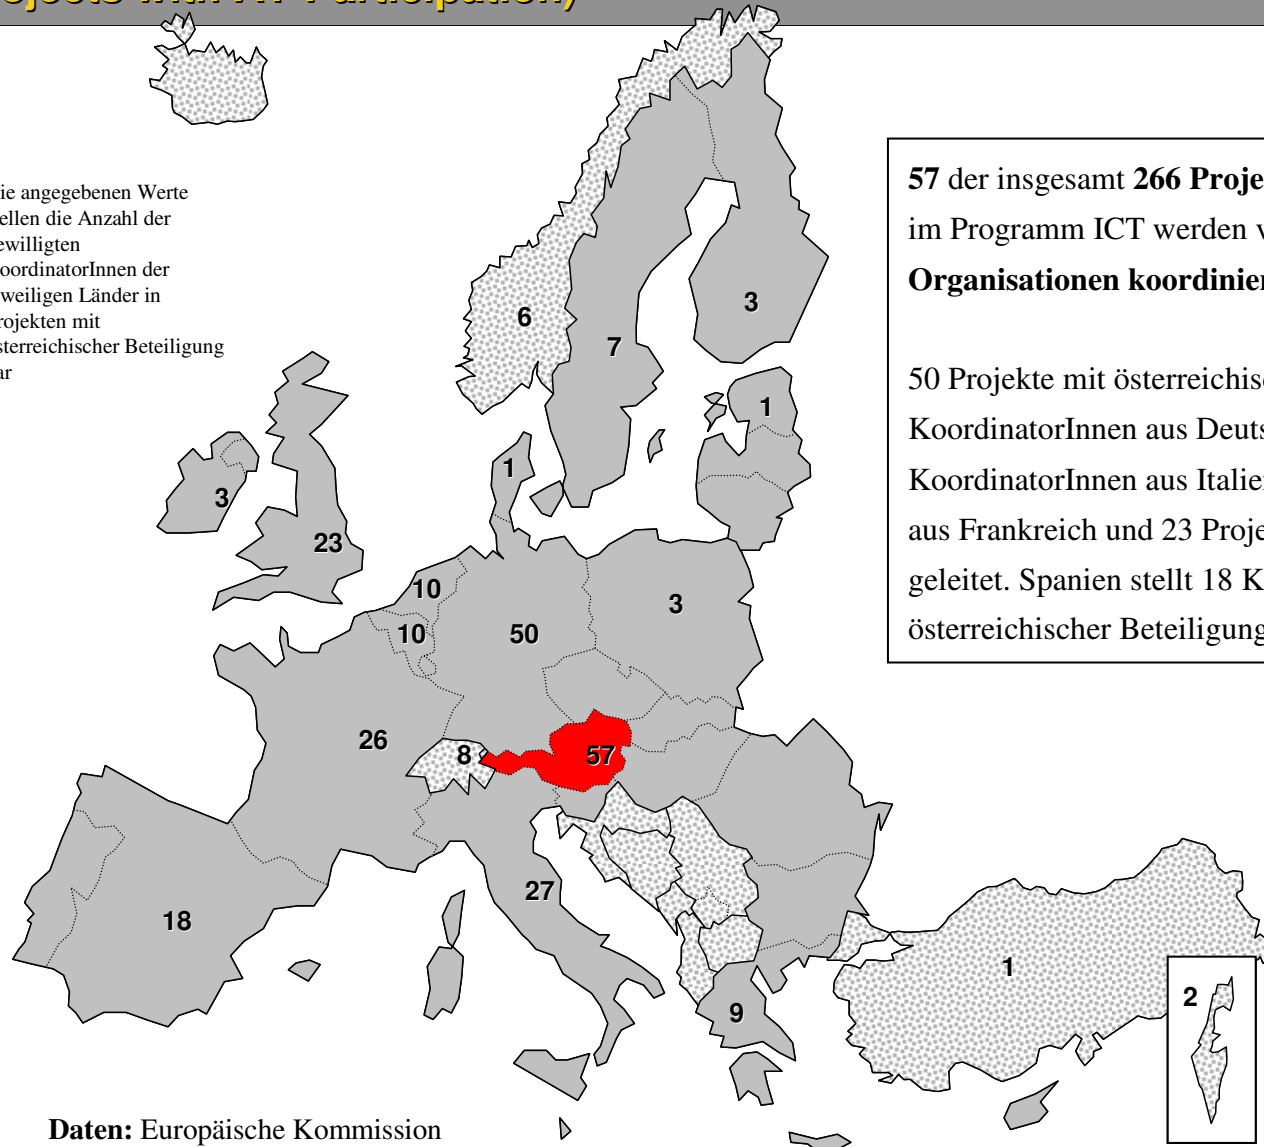 Participation)
ie angegebenen Werte
ellen die Anzahl der
ewilligten
oordinatorInnen der
weiligen Länder in
rojekten mit
sterreichischer Beteiligung
ar
57 der insgesamt 266 Proje
im Programm ICT werden v
Organisationen koordinier
50 Projekte mit österreichis
KoordinatorInnen aus Deuts
KoordinatorInnen aus Italie
aus Frankreich und 23 Proje
geleitet. Spanien stellt 18 K
österreichischer Beteiligung
6
7
3
1
1
3
23
10
10
50
3
26
8
57
27
18
1
2
9
Daten: Europäische Kommission